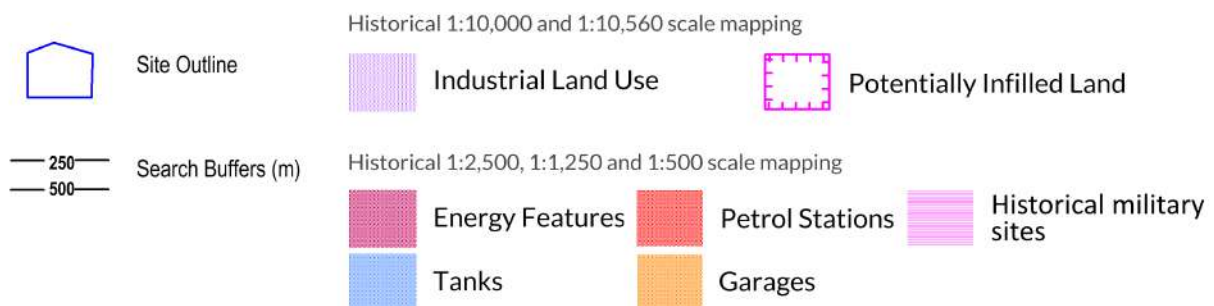 Historical 1:10,000 and 1:10,560 scale mapping
Site Outline
Industrial Land Use
Potentially Infilled Land
250
500
Search Buffers (m)
Historical 1:2,500, 1:1,250 and 1:500 scale mapping
Energy Features
Petrol Stations
Historical military
sites
Tanks
Garages